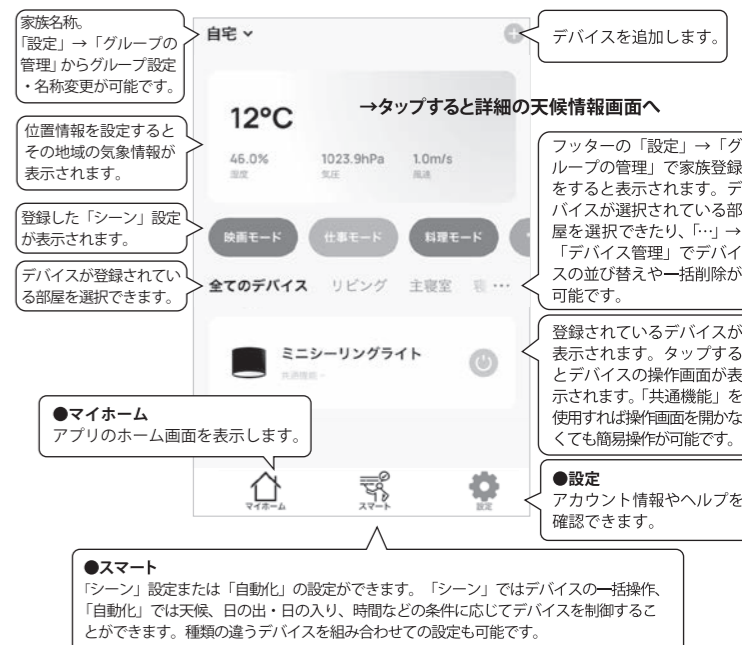 家族名称。
「設定」→「グループの
管理」からグループ設定
・名称変更が可能です。
位置情報を設定すると
その地域の気象情報が
表示されます。
登録した「シーン」設定
が表示されます。
デバイスが登録されてい
る部屋を選択できます。
自宅
デバイスを追加します。
→タップすると詳細の天候情報画面へ
12°C
46.0% 1023.9hPa 1.0m/s
湿度 気圧 風速
映画モード 仕事モード 料理モード
全てのデバイス リビング 主寝室 …
ミニシーリングライト
共通機能
フッターの「設定」→「グ
ループの管理」で家族登録
をすると表示されます。デ
バイスが選択されている部
屋を選択できたり、「…」→
「デバイス管理」でデバイ
スの並び替えや一括削除が
可能です。
登録されているデバイスが
表示されます。タップする
とデバイスの操作画面が表
示されます。「共通機能」を
使用すれば操作画面を開かな
くても簡易操作が可能です。
●マイホーム
アプリのホーム画面を表示します。
マイホーム スマート 設定
●設定
アカウント情報やヘルプを
確認できます。
●スマート
「シーン」設定または「自動化」の設定ができます。「シーン」ではデバイスの一括操作、
「自動化」では天候、日の出・日の入り、時間などの条件に応じてデバイスを制御するこ
とができます。種類の違うデバイスを組み合わせての設定も可能です。